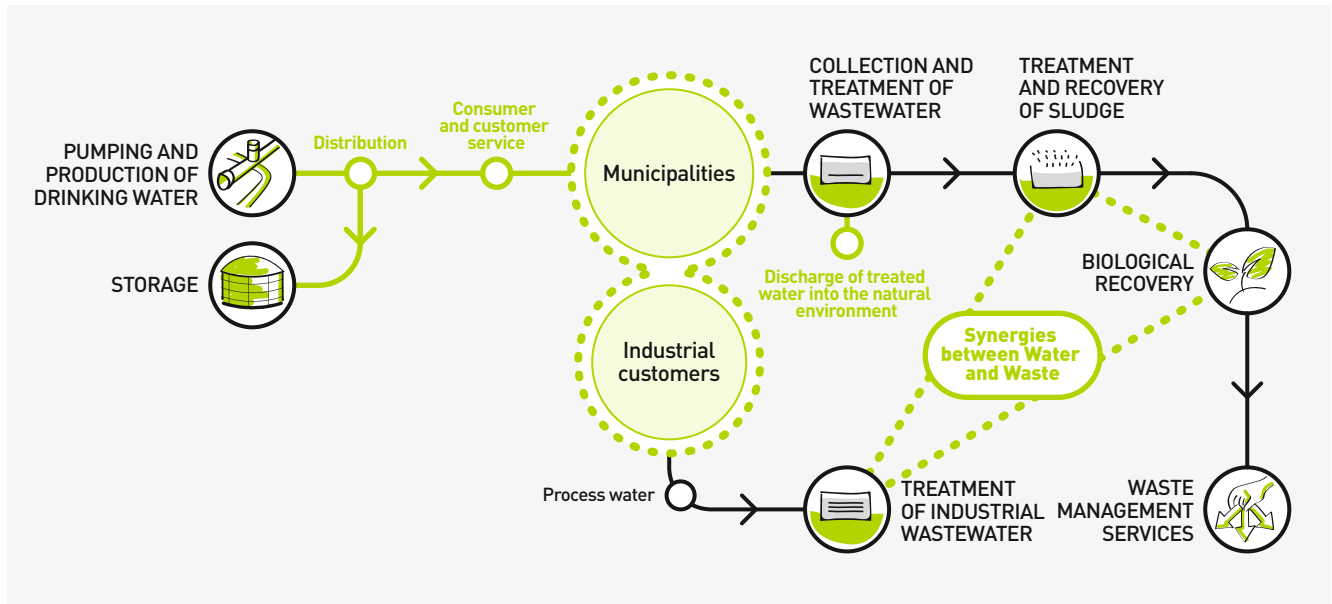 PUMPING AND
PRODUCTION OF
DRINKING WATER
Distribution
Consumer
and customer
service
STORAGE
Municipalities
Industrial
customers
Process water
COLLECTION AND
TREATMENT OF
WASTEWATER
Discharge of treated
water into the natural
environment
TREATMENT
AND RECOVERY
OF SLUDGE
BIOLOGICAL
RECOVERY
Synergies
between Water
and Waste
TREATMENT
OF INDUSTRIAL
WASTEWATER
WASTE
MANAGEMENT
SERVICES